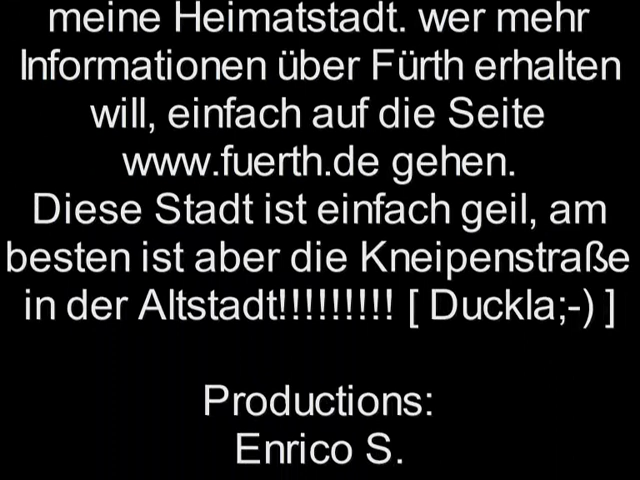 meine Heimatstadt. wer mehr
Informationen über Fürth erhalten
will, einfach auf die Seite
www.fuerth.de gehen.
Diese Stadt ist einfach geil, am
besten ist aber die Kneipenstraße
in der Altstadt!!!!!!!!! [ Duckla;-) ]
Productions:
Enrico S.